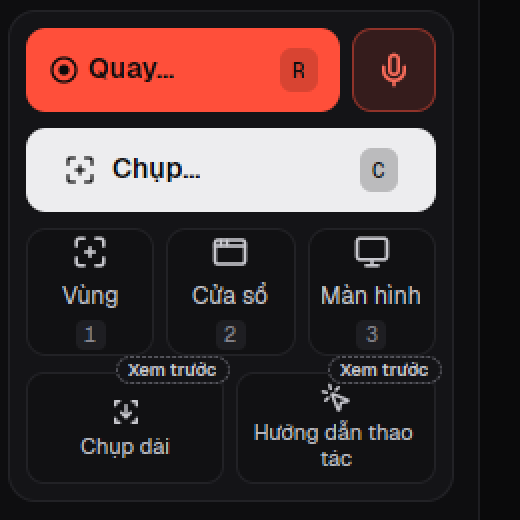 Quay... R
Chụp... C
Vùng Cửa sổ Màn hình
1 2 3
Xem trước Xem trước
Chụp dài Hướng dẫn thao
tác